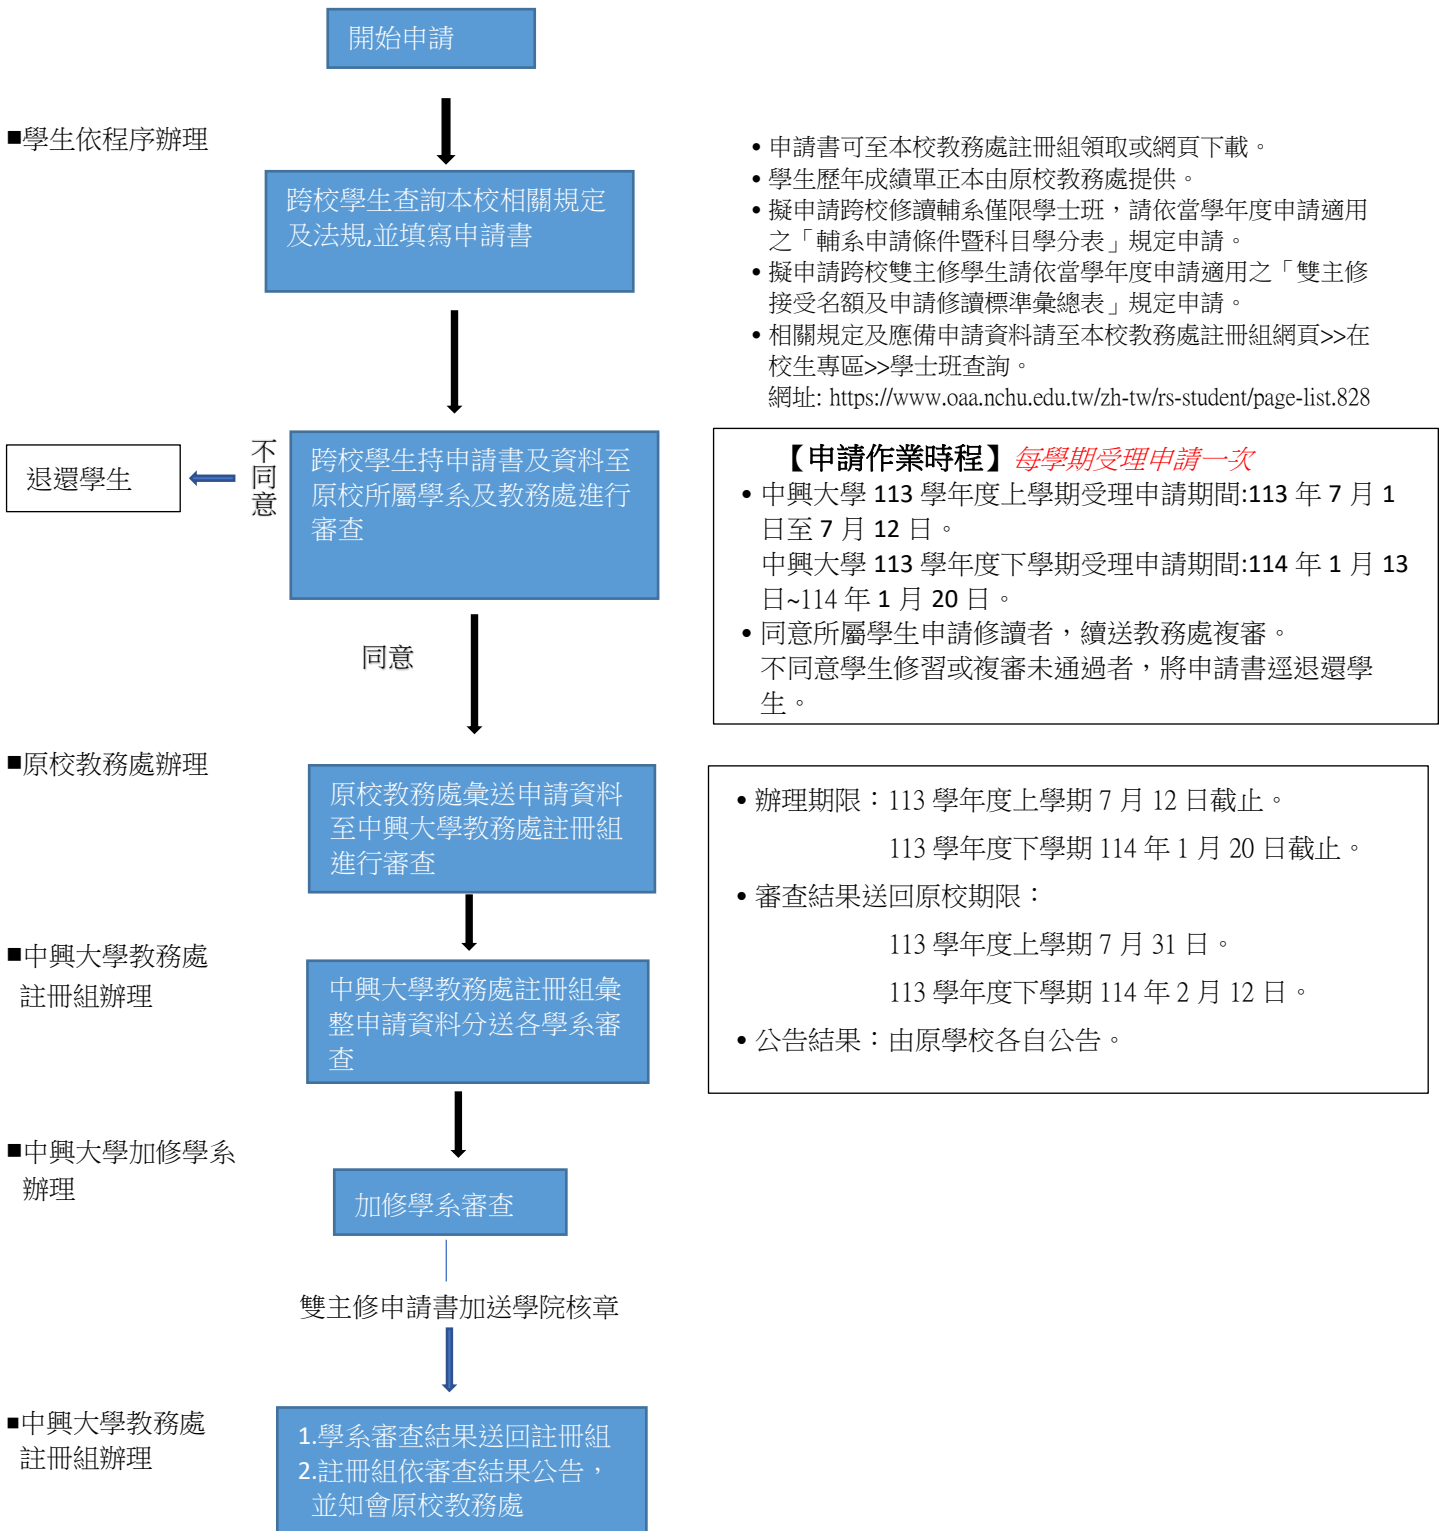 開始申請
■學生依程序辦理
跨校學生查詢本校相關規定
及法規,並填寫申請書
• 申請書可至本校教務處註冊組領取或網頁下載。
• 學生歷年成績單正本由原校教務處提供。
• 擬申請跨校修讀輔系僅限學士班，請依當學年度申請適用
之「輔系申請條件暨科目學分表」規定申請。
• 擬申請跨校雙主修學生請依當學年度申請適用之「雙主修
接受名額及申請修讀標準彙總表」規定申請。
• 相關規定及應備申請資料請至本校教務處註冊組網頁>>在
校生專區>>學士班查詢。
網址: https://www.oaa.nchu.edu.tw/zh-tw/rs-student/page-list.828
退還學生
不
同
意
跨校學生持申請書及資料至
原校所屬學系及教務處進行
審查
同意
【申請作業時程】每學期受理申請一次
• 中興大學 113 學年度上學期受理申請期間:113 年 7 月 1
日至 7 月 12 日。
中興大學 113 學年度下學期受理申請期間:114 年 1 月 13
日~114 年 1 月 20 日。
• 同意所屬學生申請修讀者，續送教務處複審。
不同意學生修習或複審未通過者，將申請書逕退還學
生。
■原校教務處辦理
原校教務處彙送申請資料
至中興大學教務處註冊組
進行審查
• 辦理期限：113 學年度上學期 7 月 12 日截止。
113 學年度下學期 114 年 1 月 20 日截止。
• 審查結果送回原校期限：
113 學年度上學期 7 月 31 日。
113 學年度下學期 114 年 2 月 12 日。
• 公告結果：由原學校各自公告。
■中興大學教務處
註冊組辦理
中興大學教務處註冊組彙
整申請資料分送各學系審
查
■中興大學加修學系
辦理
加修學系審查
雙主修申請書加送學院核章
■中興大學教務處
註冊組辦理
1.學系審查結果送回註冊組
2.註冊組依審查結果公告，
並知會原校教務處